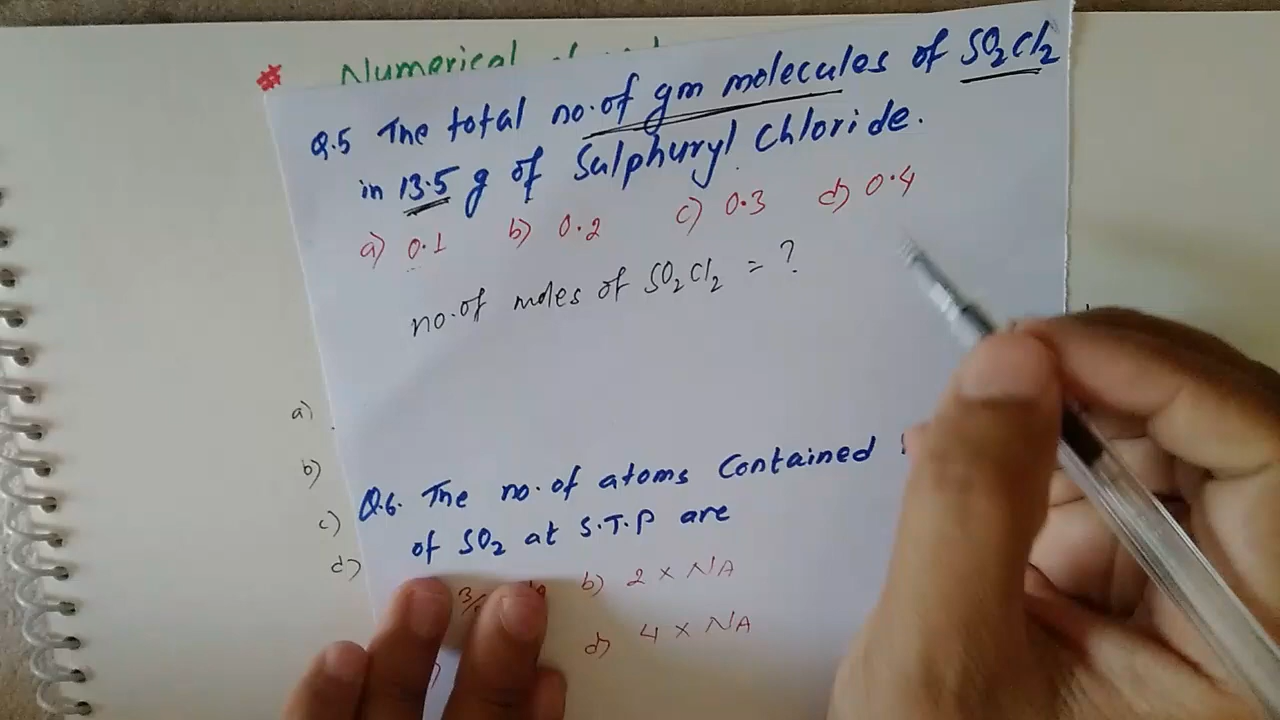 * Numerical
Q.5 The total no.of gm molecules of SO₂Cl₂
in 13.5 g of Sulphuryl Chloride.
a) 0.1 b) 0.2 c) 0.3 d) 0.4
no.of moles of SO₂Cl₂ = ?
a)
b)
c)
d)
Q.6. The no.of atoms Contained
of SO₂ at S.T.P are
b) 2 × NA
d) 4 × NA